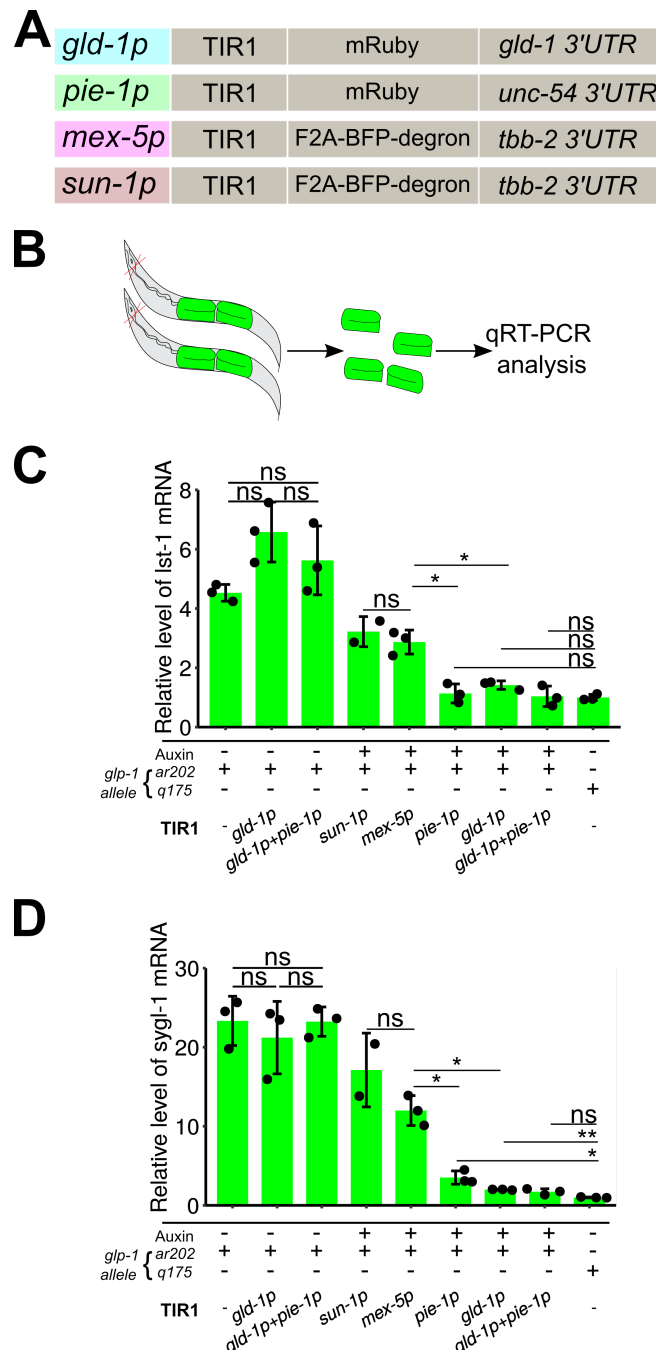 A
gld-1p TIR1 mRuby gld-1 3'UTR
pie-1p TIR1 mRuby unc-54 3'UTR
mex-5p TIR1 F2A-BFP-degron tbb-2 3'UTR
sun-1p TIR1 F2A-BFP-degron tbb-2 3'UTR
B
qRT-PCR
analysis
C
Relative level of lst-1 mRNA
8
6
4
2
0
ns
ns ns
ns
*
*
ns
ns
ns
Auxin - - - + + + + + -
glp-1 allele { ar202 + + + + + + + + -
q175 - - - - - - - - +
TIR1 - gld-1p gld-1p+pie-1p sun-1p mex-5p pie-1p gld-1p gld-1p+pie-1p -
D
Relative level of sygl-1 mRNA
30
20
10
0
ns
ns ns
ns
*
*
ns
**
*
Auxin - - - + + + + + -
glp-1 allele { ar202 + + + + + + + + -
q175 - - - - - - - - +
TIR1 - gld-1p gld-1p+pie-1p sun-1p mex-5p pie-1p gld-1p gld-1p+pie-1p -